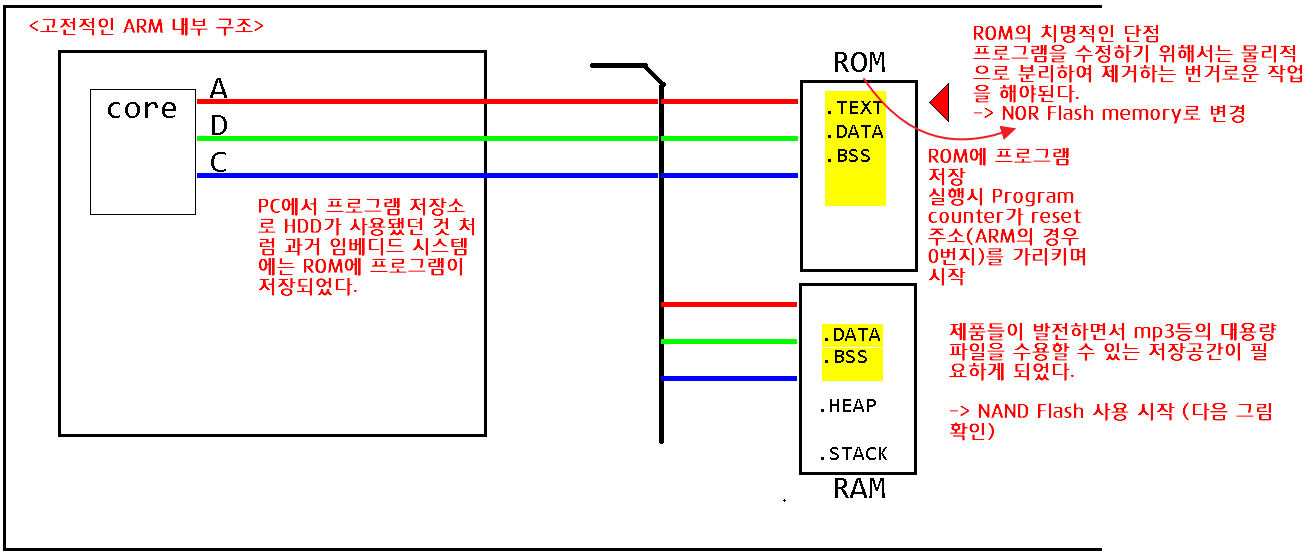 <고전적인 ARM 내부 구조>
core
A
D
C
PC에서 프로그램 저장소
로 HDD가 사용됐던 것 처
럼 과거 임베디드 시스템
에는 ROM에 프로그램이
저장되었다.
ROM
.TEXT
.DATA
.BSS
ROM의 치명적인 단점
프로그램을 수정하기 위해서는 물리적
으로 분리하여 제거하는 번거로운 작업
을 해야된다.
-> NOR Flash memory로 변경
ROM에 프로그램
저장
실행시 Program
counter가 reset
주소(ARM의 경우
0번지)를 가리키며
시작
.DATA
.BSS
.HEAP
.STACK
RAM
제품들이 발전하면서 mp3등의 대용량
파일을 수용할 수 있는 저장공간이 필
요하게 되었다.
-> NAND Flash 사용 시작 (다음 그림
확인)